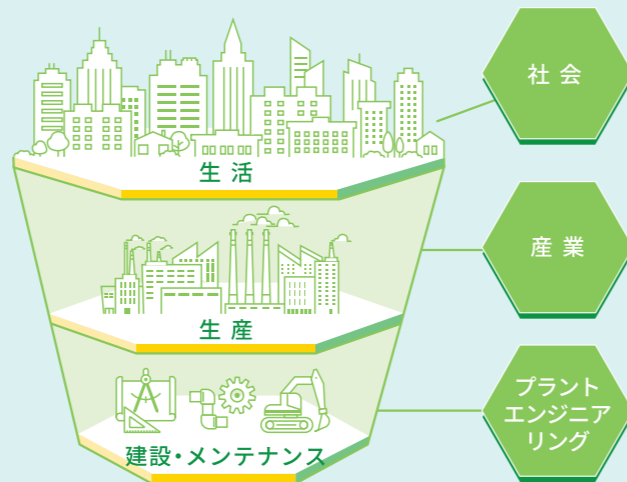 社会
生活
産業
生産
プラント
エンジニア
リング
建設・メンテナンス